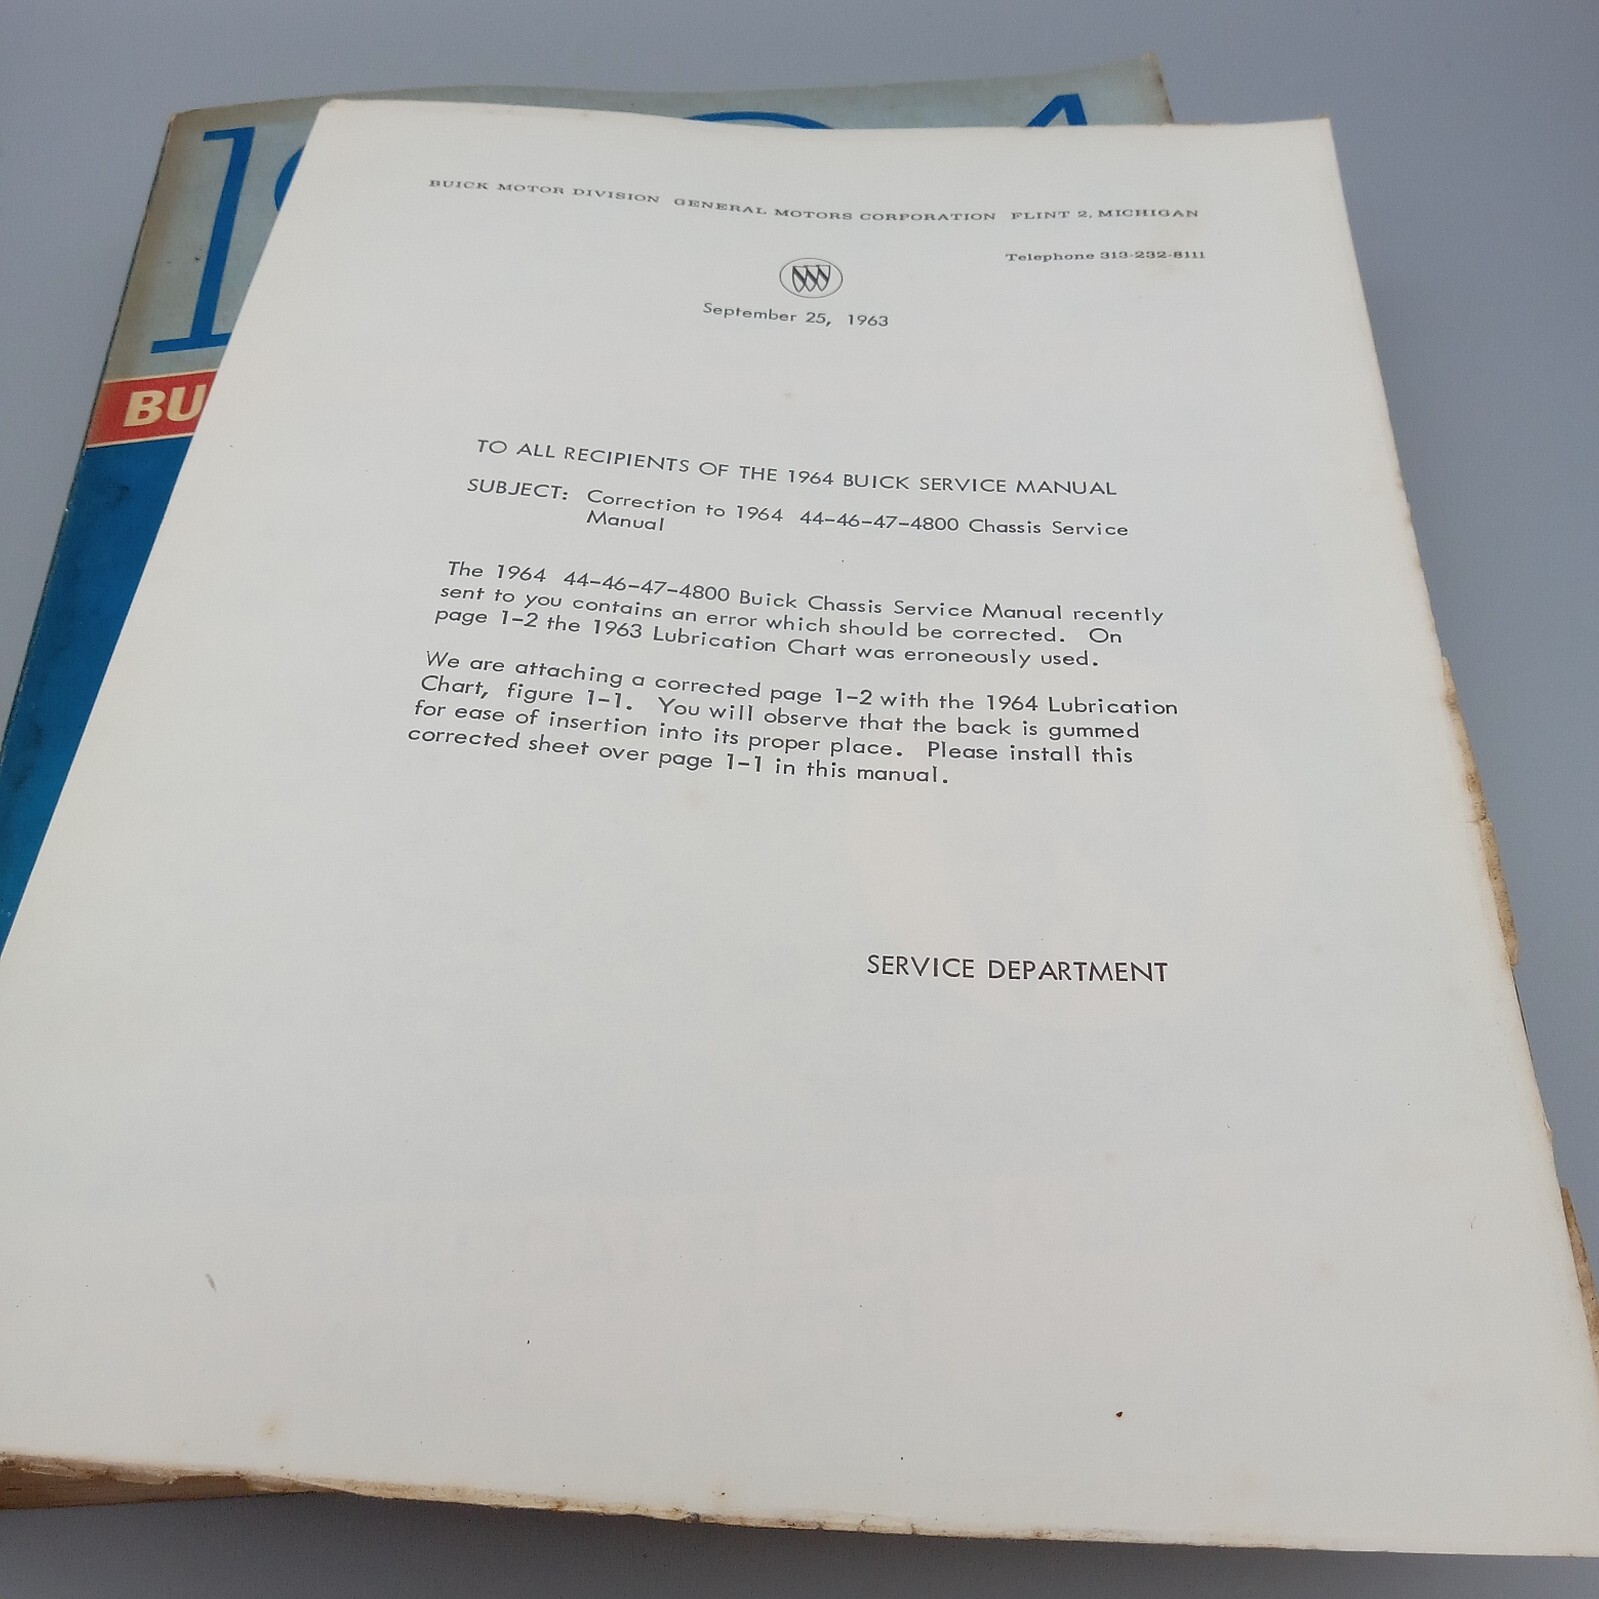 BUICK MOTOR DIVISION GENERAL MOTORS CORPORATION FLINT 2, MICHIGAN
Telephone 313-232-8111
September 25, 1963
BU
TO ALL RECIPIENTS OF THE 1964 BUICK SERVICE MANUAL
SUBJECT: Correction to 1964 44-46-47-4800 Chassis Service
Manual
The 1964 44-46-47-4800 Buick Chassis Service Manual recently
sent to you contains an error which should be corrected. On
page 1-2 the 1963 Lubrication Chart was erroneously used.
We are attaching a corrected page 1-2 with the 1964 Lubrication
Chart, figure 1-1. You will observe that the back is gummed
for ease of insertion into its proper place. Please install this
corrected sheet over page 1-1 in this manual.
SERVICE DEPARTMENT